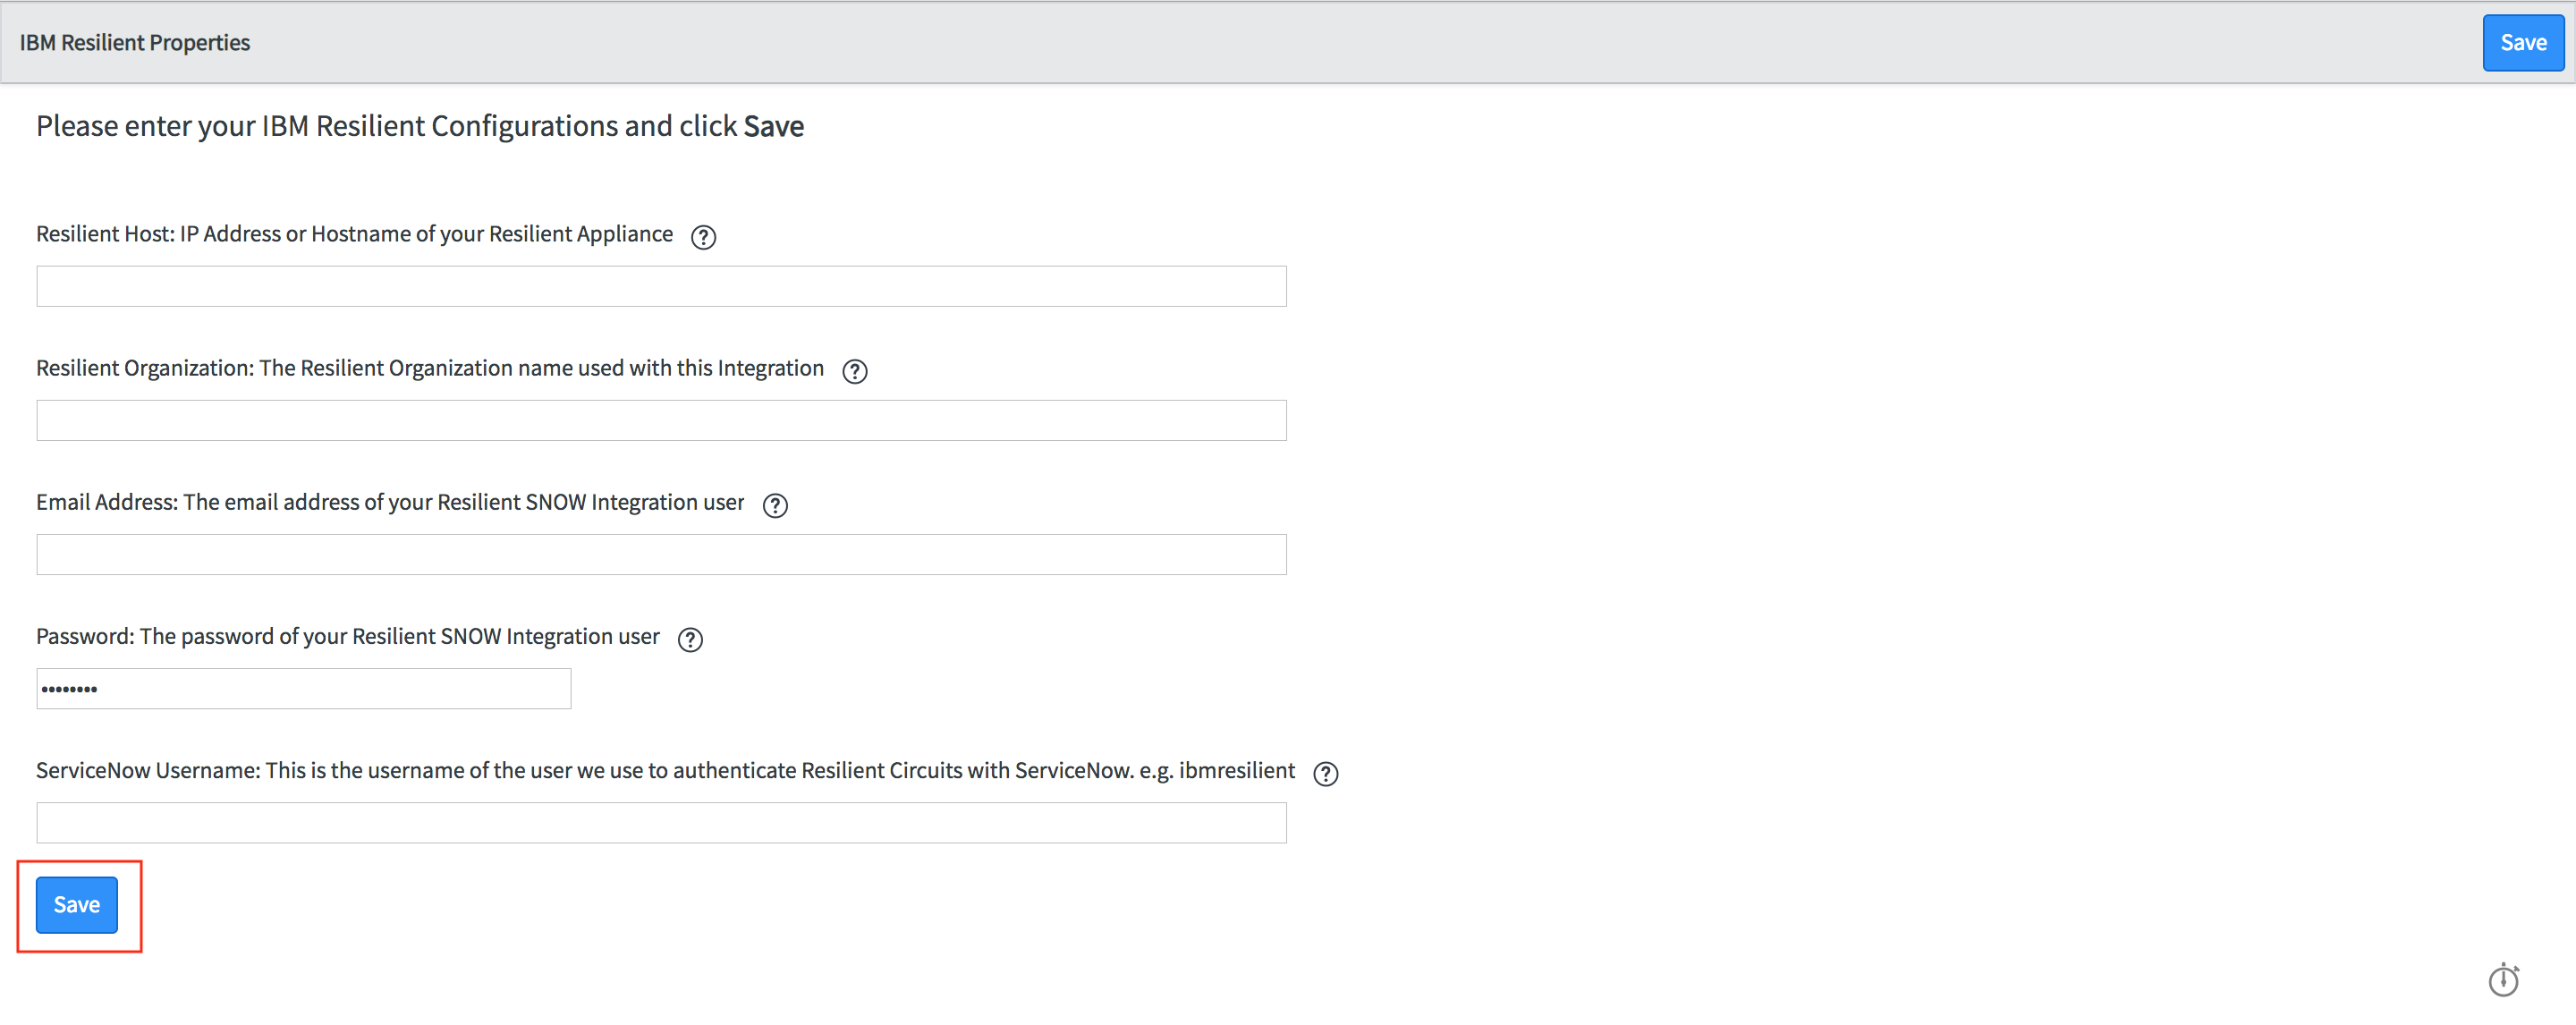 IBM Resilient Properties
Save
Please enter your IBM Resilient Configurations and click Save
Resilient Host: IP Address or Hostname of your Resilient Appliance ?
Resilient Organization: The Resilient Organization name used with this Integration ?
Email Address: The email address of your Resilient SNOW Integration user ?
Password: The password of your Resilient SNOW Integration user ?
••••••••
ServiceNow Username: This is the username of the user we use to authenticate Resilient Circuits with ServiceNow. e.g. ibmresilient ?
Save